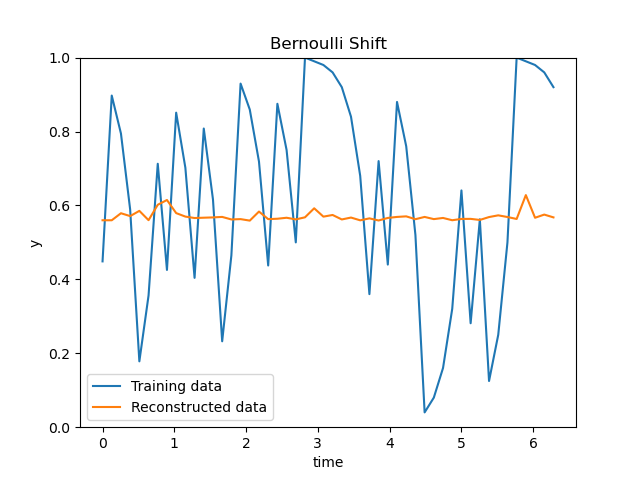 Bernoulli Shift
1.0
0.8
0.6
0.4
0.2
0.0
y
0 1 2 3 4 5 6
time
Training data
Reconstructed data